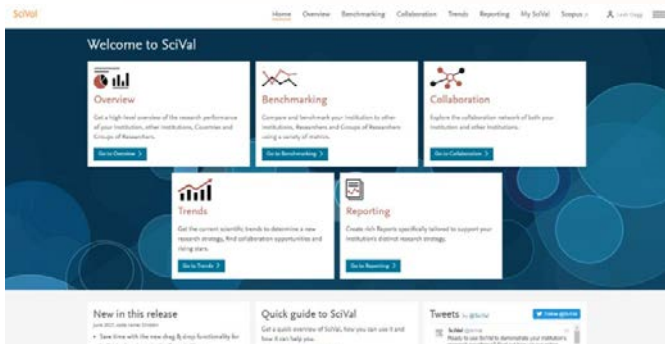 SciVal
Home Overview Benchmarking Collaboration Trends Reporting My SciVal Scopus
Welcome to SciVal
Overview
Get a high level overview of the research performance
of your Institution, other Institutions, Countries and
Groups of Researchers.
Go to Overview >
Benchmarking
Compare and benchmark your institution to other
institutions, Researchers and Groups of Researchers
using a variety of metrics.
Go to Benchmarking >
Collaboration
Explore the collaboration network of both your
institution and other Institutions.
Go to Collaboration >
Trends
Get the current scientific trends to determine a new
research strategy, find collaboration opportunities and
rising stars.
Go to Trends >
Reporting
Create rich Reports specifically tailored to support your
institution's distinct research strategy.
Go to Reporting >
New in this release
June 2021
• Save time with the new drag & drop functionality for
Quick guide to SciVal
Get a quick overview of SciVal, how you can use it and
how it can help you.
Tweets by @SciVal
Follow @SciVal
SciVal @SciVal
Ready to use SciVal to demonstrate your institution's